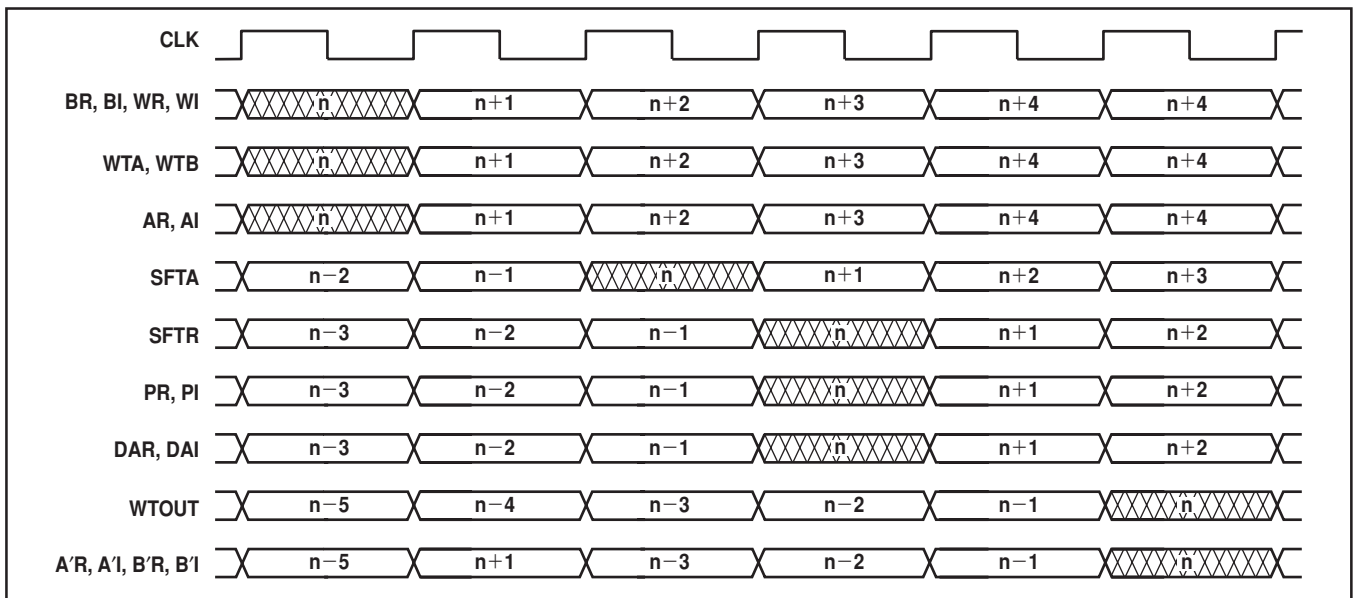 CLK
BR, BI, WR, WI n n+1 n+2 n+3 n+4 n+4
WTA, WTB n n+1 n+2 n+3 n+4 n+4
AR, AI n n+1 n+2 n+3 n+4 n+4
SFTA n−2 n−1 n n+1 n+2 n+3
SFTR n−3 n−2 n−1 n n+1 n+2
PR, PI n−3 n−2 n−1 n n+1 n+2
DAR, DAI n−3 n−2 n−1 n n+1 n+2
WTOUT n−5 n−4 n−3 n−2 n−1 n
A′R, A′I, B′R, B′I n−5 n+1 n−3 n−2 n−1 n